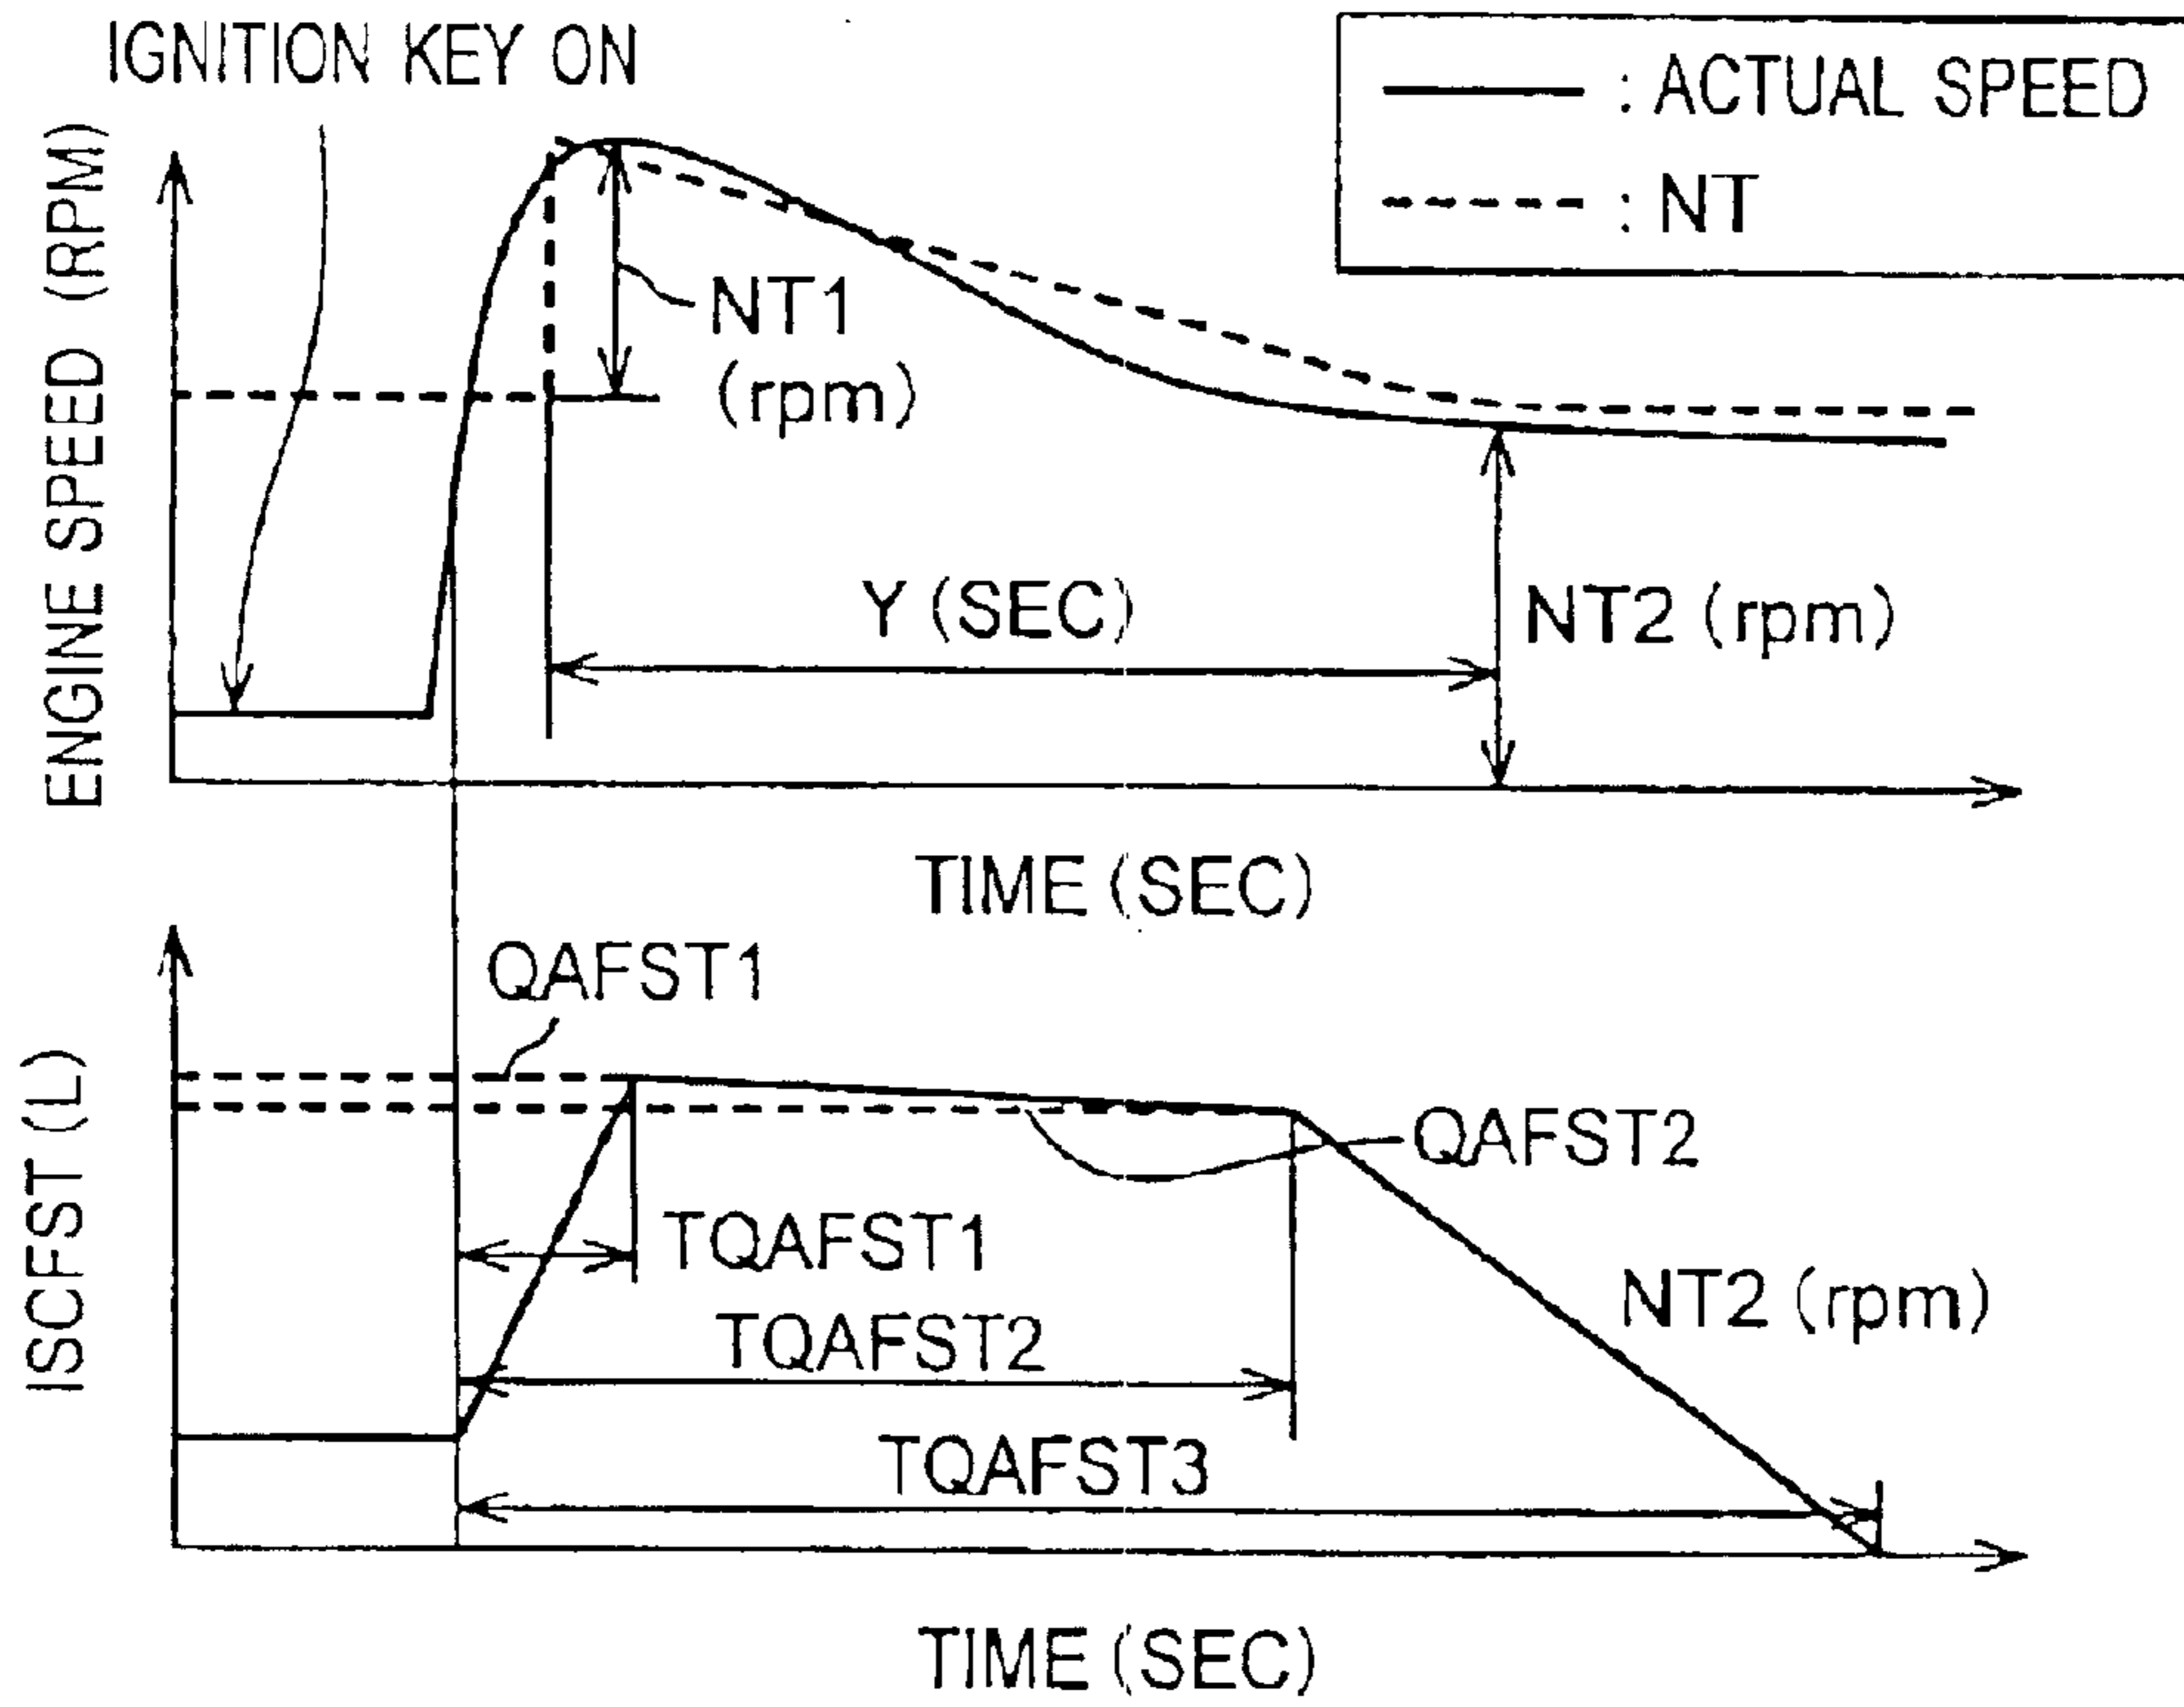 IGNITION KEY ON
: ACTUAL SPEED
: NT
ENGINE SPEED (RPM)
NT1
(rpm)
Y (SEC)
NT2 (rpm)
TIME (SEC)
QAFST1
ISCFST (L)
QAFST2
TQAFST1
NT2 (rpm)
TQAFST2
TQAFST3
TIME (SEC)